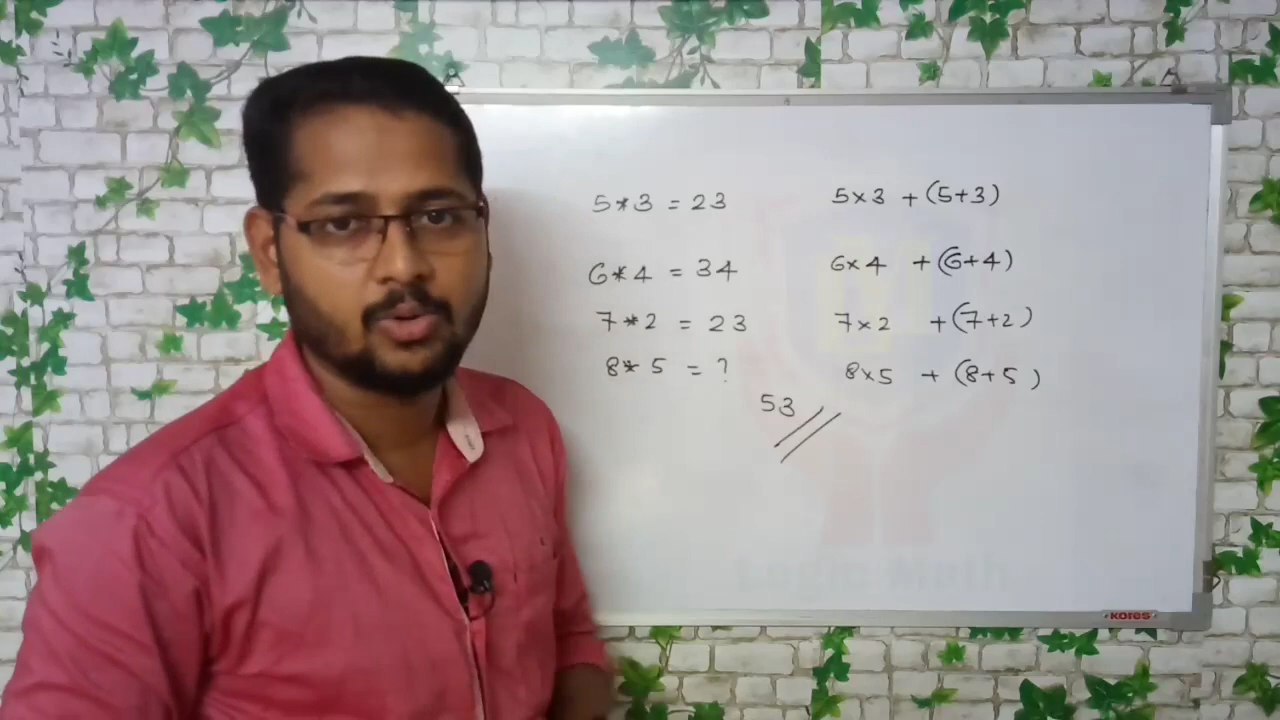 5*3 = 23 5×3 +(5+3)
6*4 = 34 6×4 +(6+4)
7*2 = 23 7×2 +(7+2)
8*5 = ? 8×5 +(8+5)
53
KORES